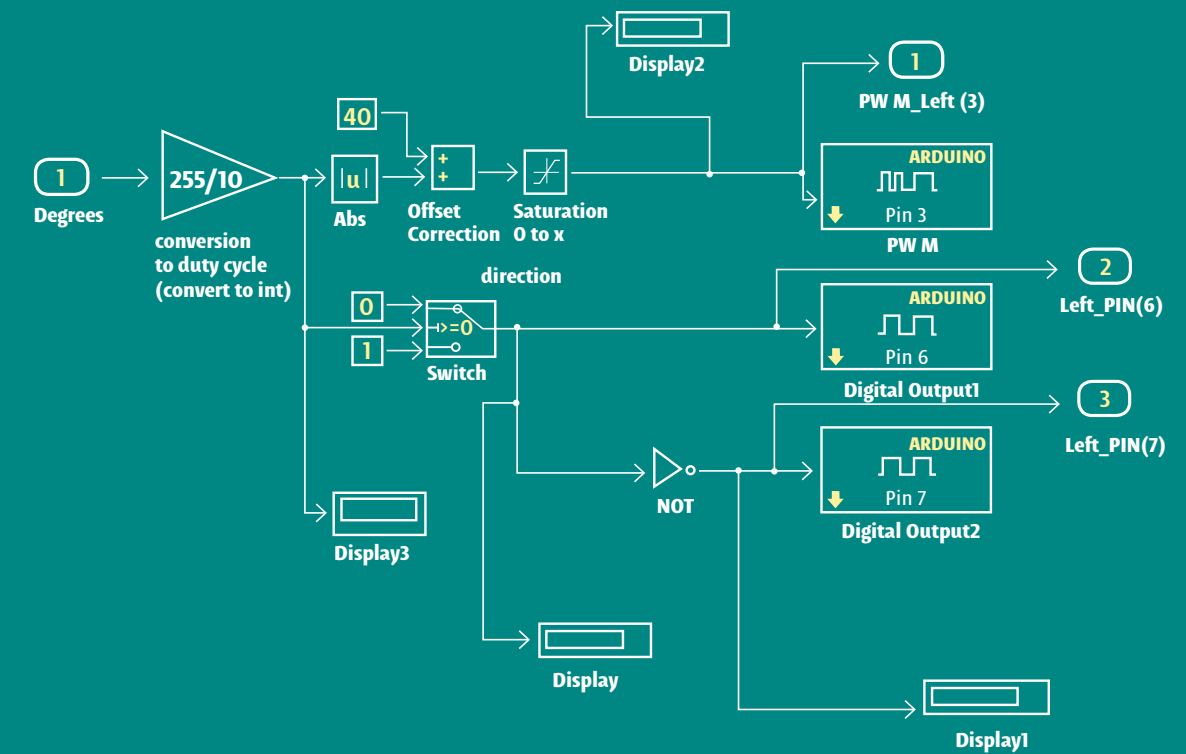 Display2
1
PW M_Left (3)
40
ARDUINO
Pin 3
PW M
1
Degrees
255/10
conversion
to duty cycle
(convert to int)
|u|
Abs
+
+
Offset
Correction
Saturation
0 to x
direction
0
>=0
1
Switch
2
Left_PIN(6)
ARDUINO
Pin 6
Digital Output1
3
Left_PIN(7)
NOT
ARDUINO
Pin 7
Digital Output2
Display3
Display
Display1